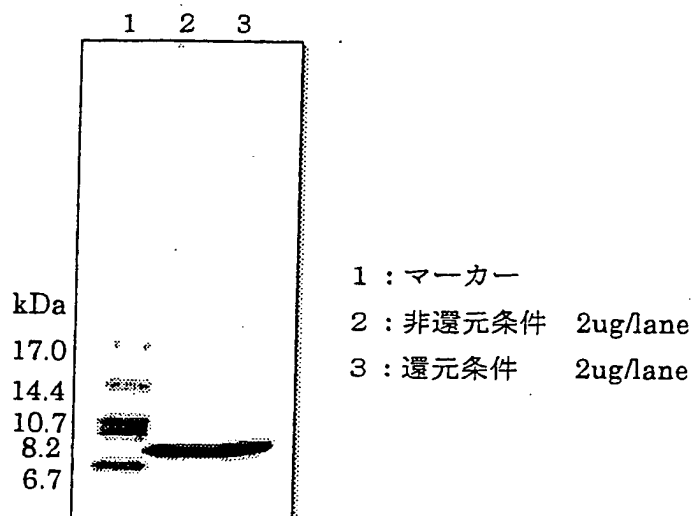 1 2 3
kDa
17.0
14.4
10.7
8.2
6.7
1 : マーカー
2 : 非還元条件 2ug/lane
3 : 還元条件 2ug/lane